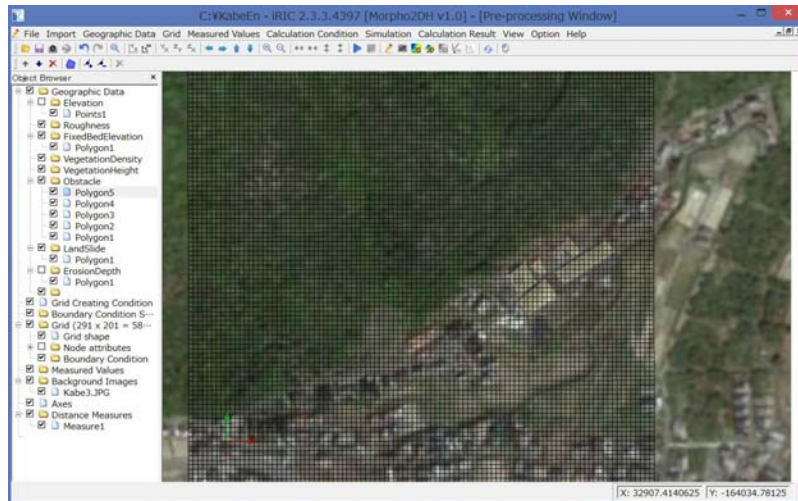 C:¥KabeEn - iRIC 2.3.3.4397 [Morpho2DH v1.0] - [Pre-processing Window]
File Import Geographic Data Grid Measured Values Calculation Condition Simulation Calculation Result View Option Help
Object Browser
Geographic Data
Elevation
Points1
Roughness
FixedBedElevation
Polygon1
VegetationDensity
VegetationHeight
Obstacle
Polygon5
Polygon4
Polygon3
Polygon2
Polygon1
LandSlide
Polygon1
ErosionDepth
Polygon1
Grid Creating Condition
Boundary Condition S···
Grid (291 x 201 = 58···
Grid shape
Node attributes
Boundary Condition
Measured Values
Background Images
Kabe3.JPG
Axes
Distance Measures
Measure1
X: 32907.4140625 Y: -164034.78125